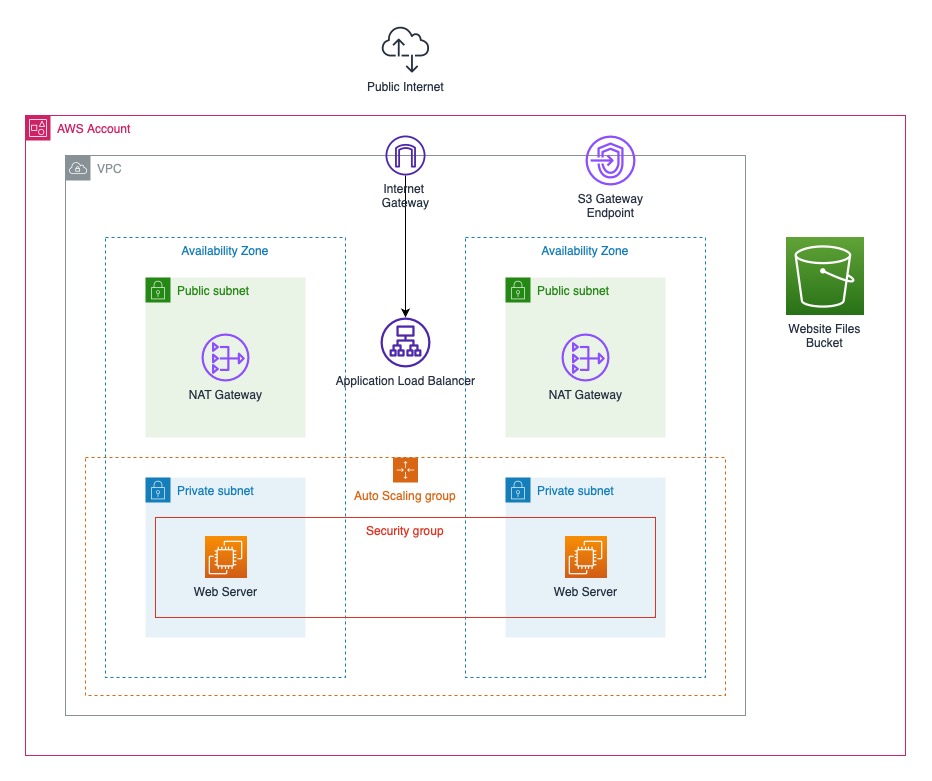 Public Internet
AWS Account
VPC
Internet
Gateway
S3 Gateway
Endpoint
Availability Zone
Availability Zone
Public subnet
Public subnet
Website Files
Bucket
NAT Gateway
Application Load Balancer
NAT Gateway
Auto Scaling group
Private subnet
Private subnet
Security group
Web Server
Web Server